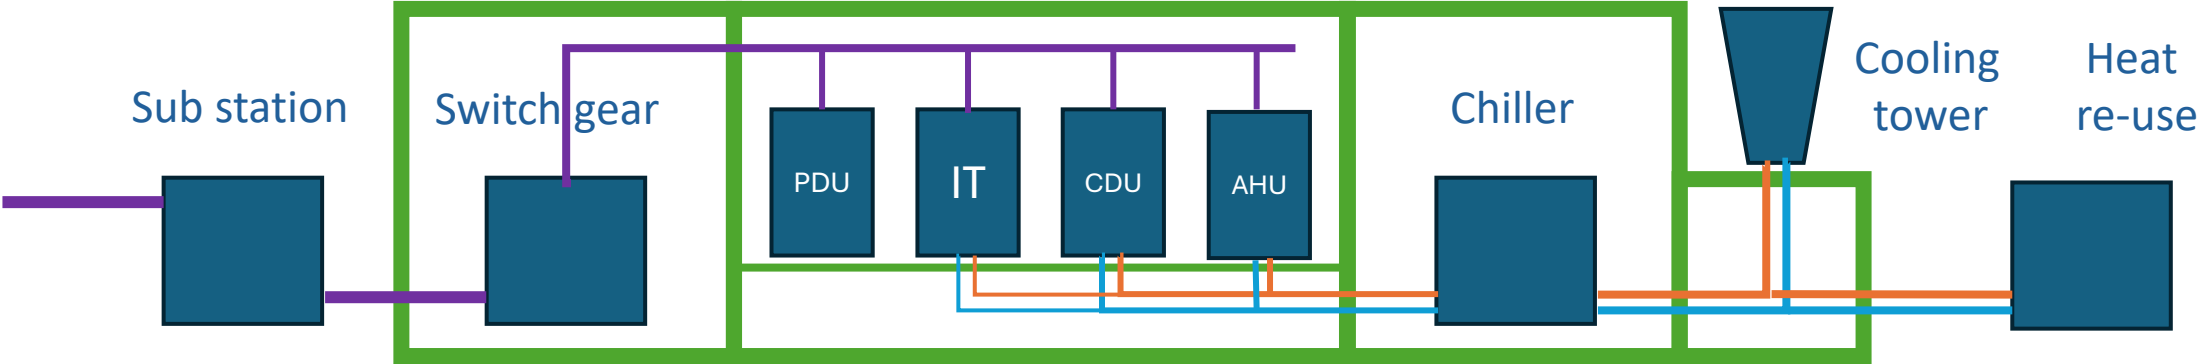 Sub station
Switch gear
PDU
IT
CDU
AHU
Chiller
Cooling
tower
Heat
re-use